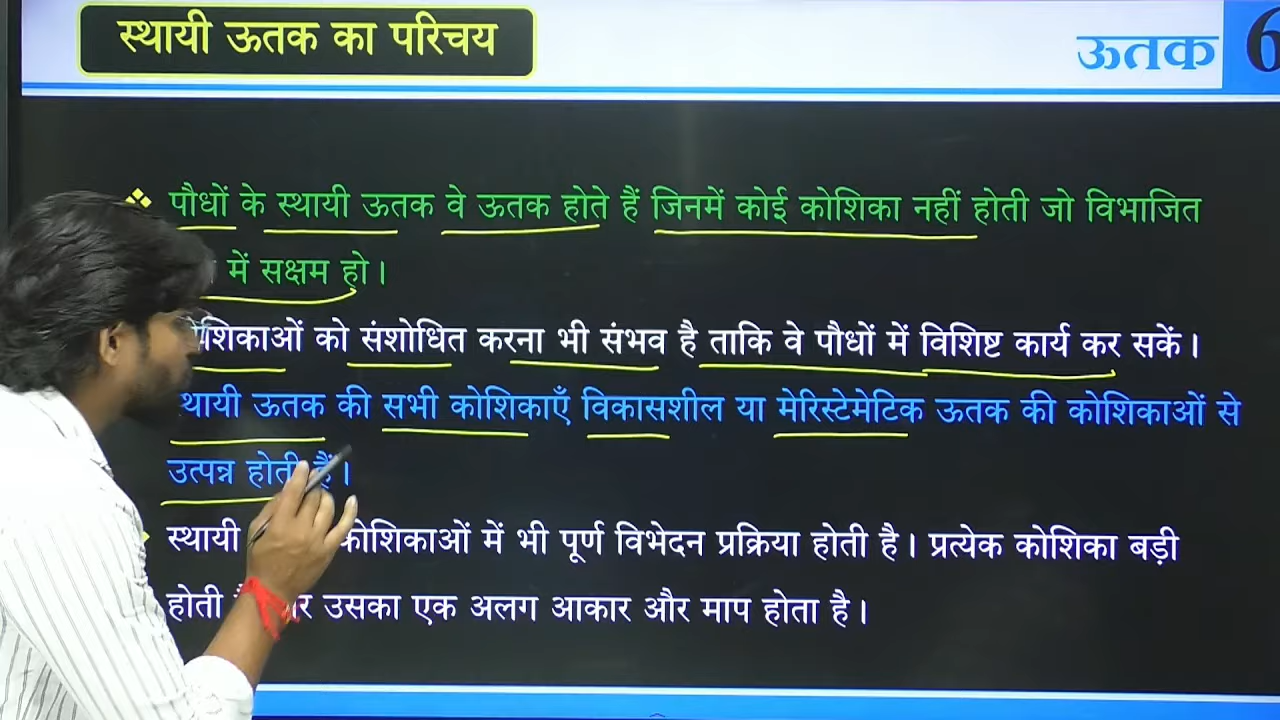 स्थायी ऊतक का परिचय
ऊतक 6
पौधों के स्थायी ऊतक वे ऊतक होते हैं जिनमें कोई कोशिका नहीं होती जो विभाजित
में सक्षम हो।
को संशोधित करना भी संभव है ताकि वे पौधों में विशिष्ट कार्य कर सकें।
ऊतक की सभी कोशिकाएँ विकासशील या मेरिस्टेमेटिक ऊतक की कोशिकाओं से
उत्पन्न होती हैं।
स्थायी कोशिकाओं में भी पूर्ण विभेदन प्रक्रिया होती है। प्रत्येक कोशिका बड़ी
होती उसका एक अलग आकार और माप होता है।